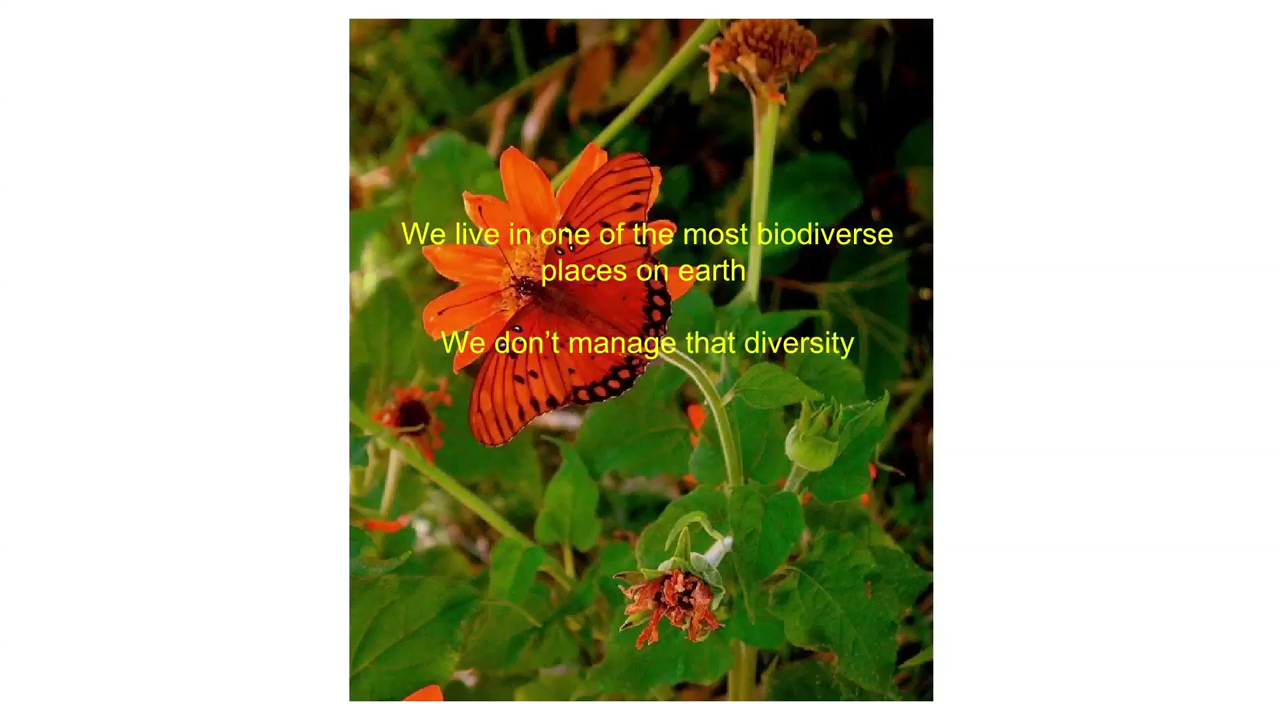 We live in one of the most biodiverse
places on earth
We don’t manage that diversity